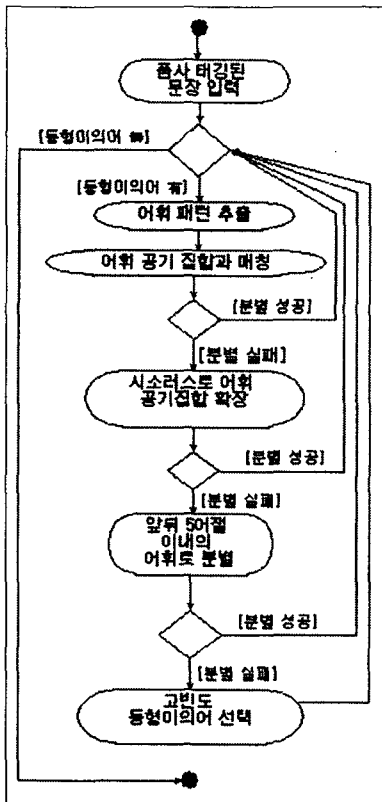 품사 태깅된
문장 입력
[동형이의어 無]
[동형이의어 有]
어휘 패턴 추출
어휘 공기 집합과 매칭
[분별 성공]
[분별 실패]
시소러스로 어휘
공기집합 확장
[분별 성공]
[분별 실패]
앞뒤 5어절
이내의
어휘로 분별
[분별 성공]
[분별 실패]
고빈도
동형이의어 선택